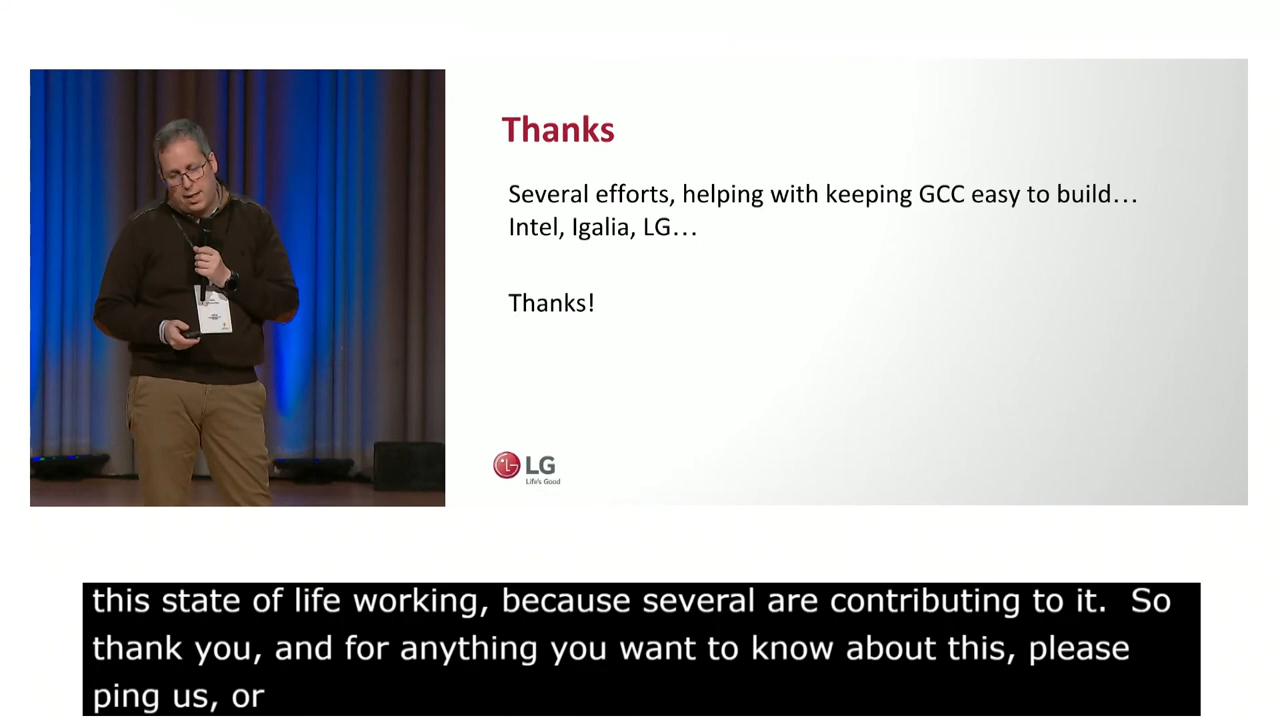 Thanks
Several efforts, helping with keeping GCC easy to build…
Intel, Igalia, LG…
Thanks!
LG
Life's Good
this state of life working, because several are contributing to it.  So
thank you, and for anything you want to know about this, please
ping us, or